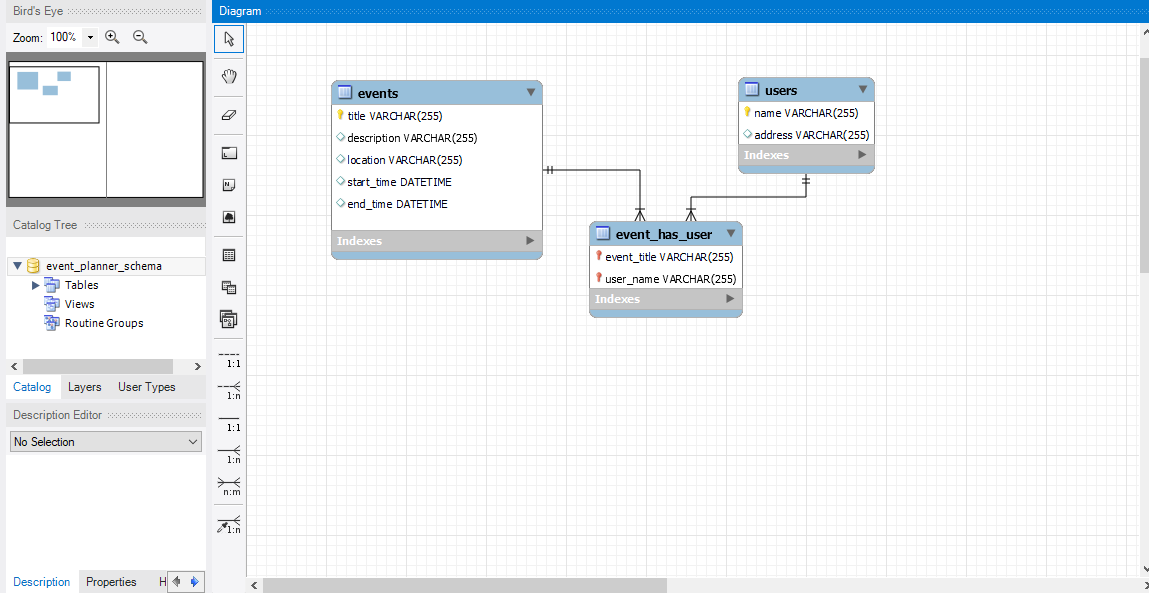 Bird's Eye
Zoom: 100%
Catalog Tree
event_planner_schema
Tables
Views
Routine Groups
Catalog Layers User Types
Description Editor
No Selection
Description Properties H
Diagram
1:1
1:n
1:1
1:n
n:m
1:n
events
title VARCHAR(255)
description VARCHAR(255)
location VARCHAR(255)
start_time DATETIME
end_time DATETIME
Indexes
users
name VARCHAR(255)
address VARCHAR(255)
Indexes
event_has_user
event_title VARCHAR(255)
user_name VARCHAR(255)
Indexes